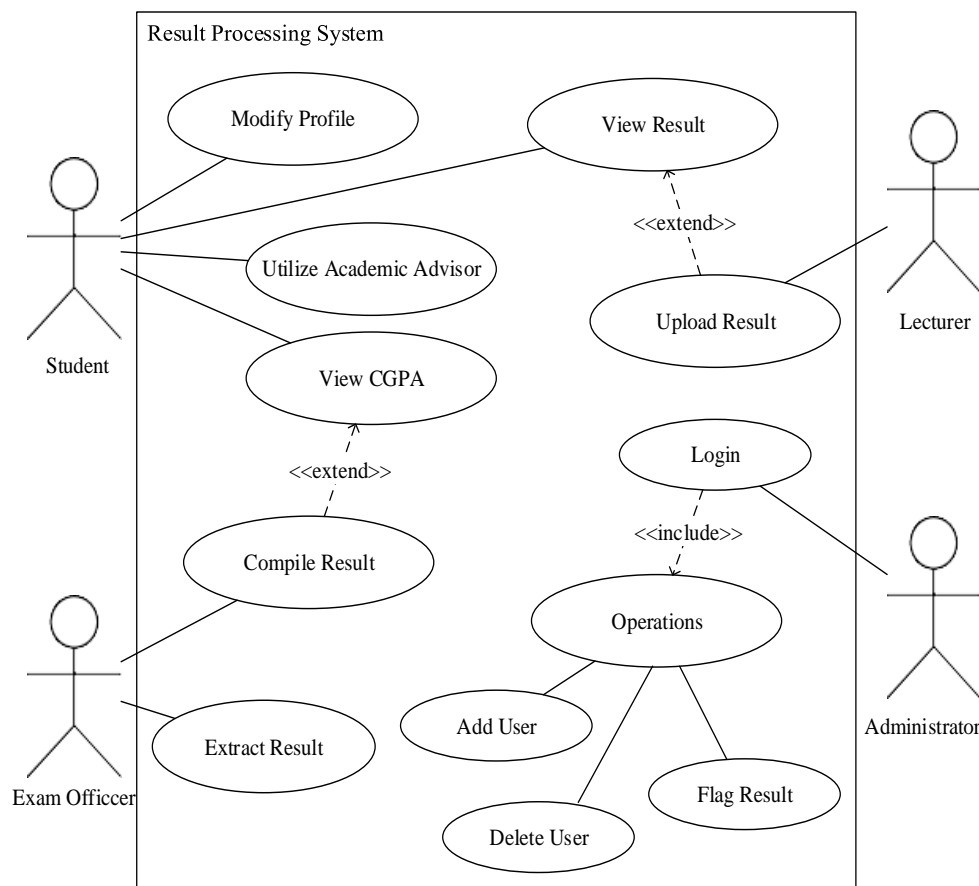 Result Processing System
Modify Profile
View Result
<<extend>>
Utilize Academic Advisor
Upload Result
Lecturer
Student
View CGPA
Login
<<extend>>
<<include>>
Compile Result
Operations
Add User
Administrator
Extract Result
Exam Officcer
Flag Result
Delete User